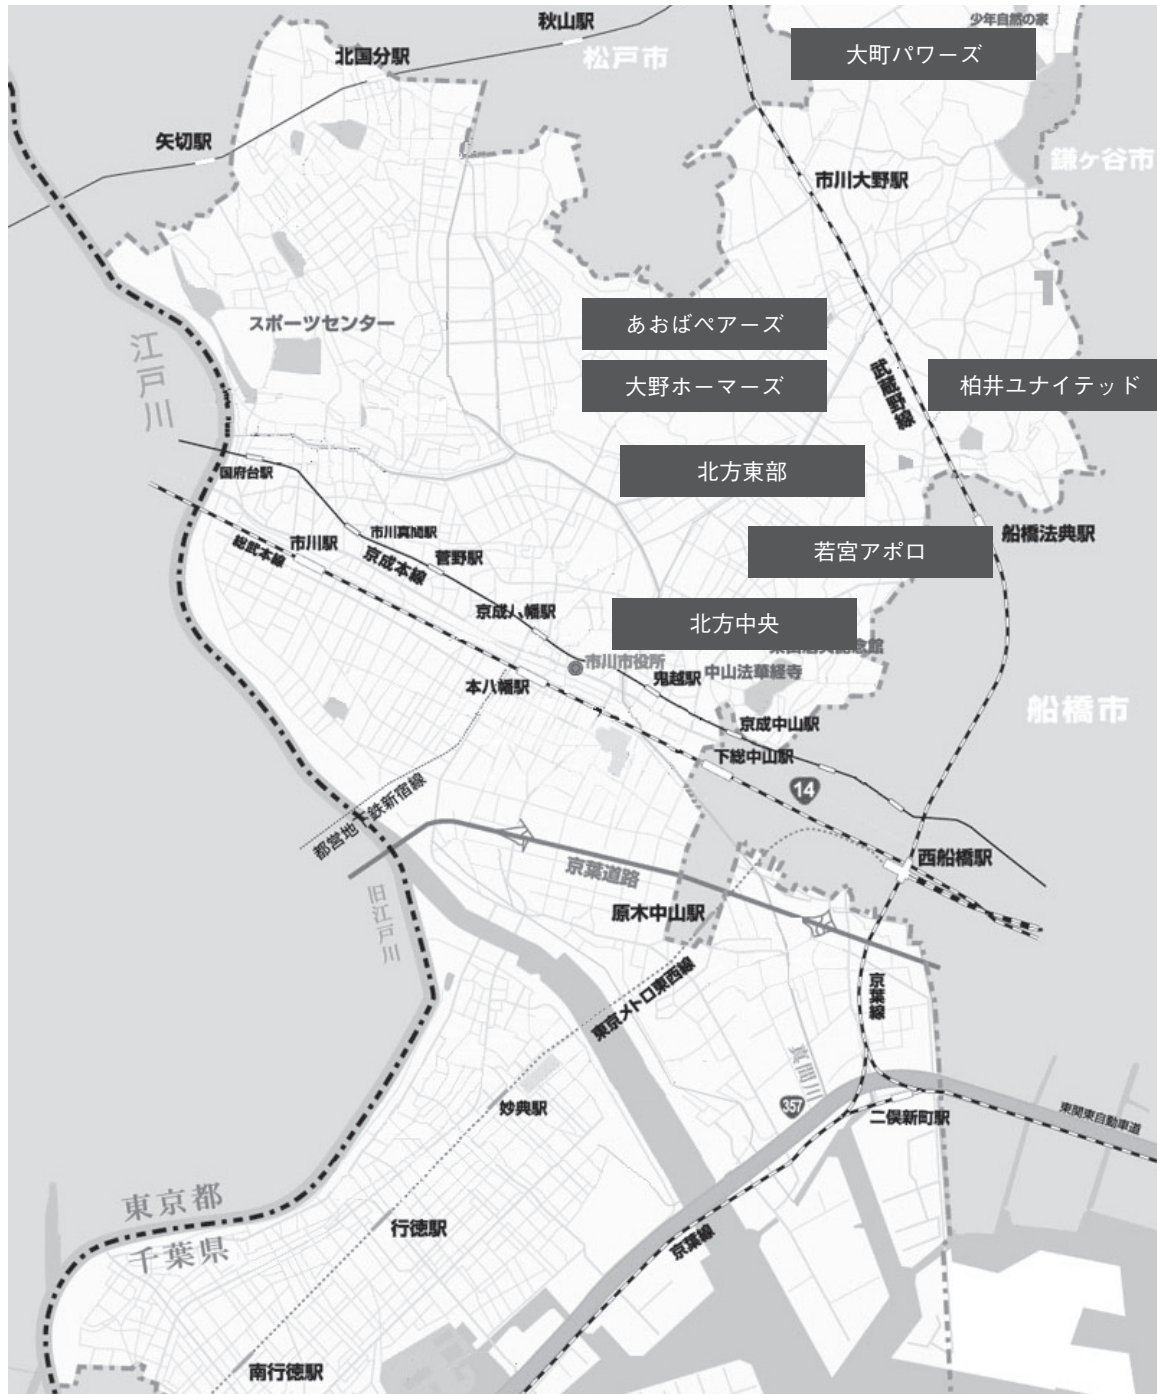 秋山駅
少年自然の家
大町パワーズ
北国分駅
松戸市
矢切駅
鎌ヶ谷市
市川大野駅
1
あおばペアーズ
スポーツセンター
江戸川
大野ホーマーズ
武蔵野線
柏井ユナイテッド
北方東部
国府台駅
市川真間駅
船橋法典駅
市川駅
総武本線
京成本線
菅野駅
若宮アポロ
京成八幡駅
北方中央
市川市役所
鬼越駅
中山法華経寺
本八幡駅
船橋市
京成中山駅
下総中山駅
14
都営地下鉄新宿線
西船橋駅
京葉道路
旧江戸川
原木中山駅
京葉線
東京メトロ東西線
真間川
妙典駅
357
二俣新町駅
東関東自動車道
東京都
千葉県
行徳駅
京葉線
南行徳駅